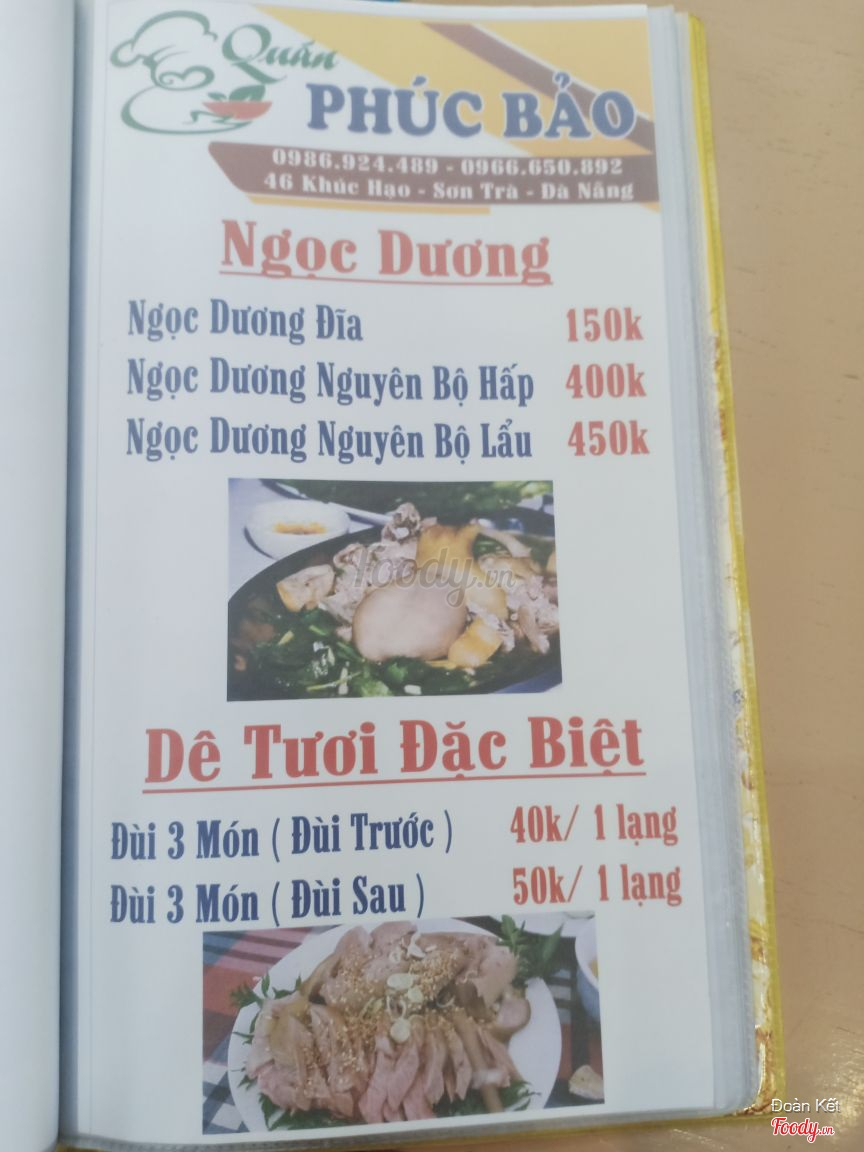 Quán
PHÚC BẢO
0986.924.489 - 0966.650.892
46 Khúc Hạo - Sơn Trà - Đà Nẵng
Ngọc Dương
Ngọc Dương Đĩa 150k
Ngọc Dương Nguyên Bộ Hấp 400k
Ngọc Dương Nguyên Bộ Lẩu 450k
foody.vn
Dê Tươi Đặc Biệt
Đùi 3 Món ( Đùi Trước ) 40k/ 1 lạng
Đùi 3 Món ( Đùi Sau ) 50k/ 1 lạng
Đoàn Kết
Foody.vn